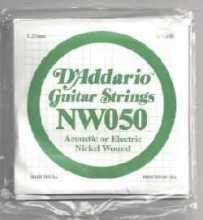 D'Addario
Guitar Strings
NW050
Acoustic or Electric
Nickel Wound